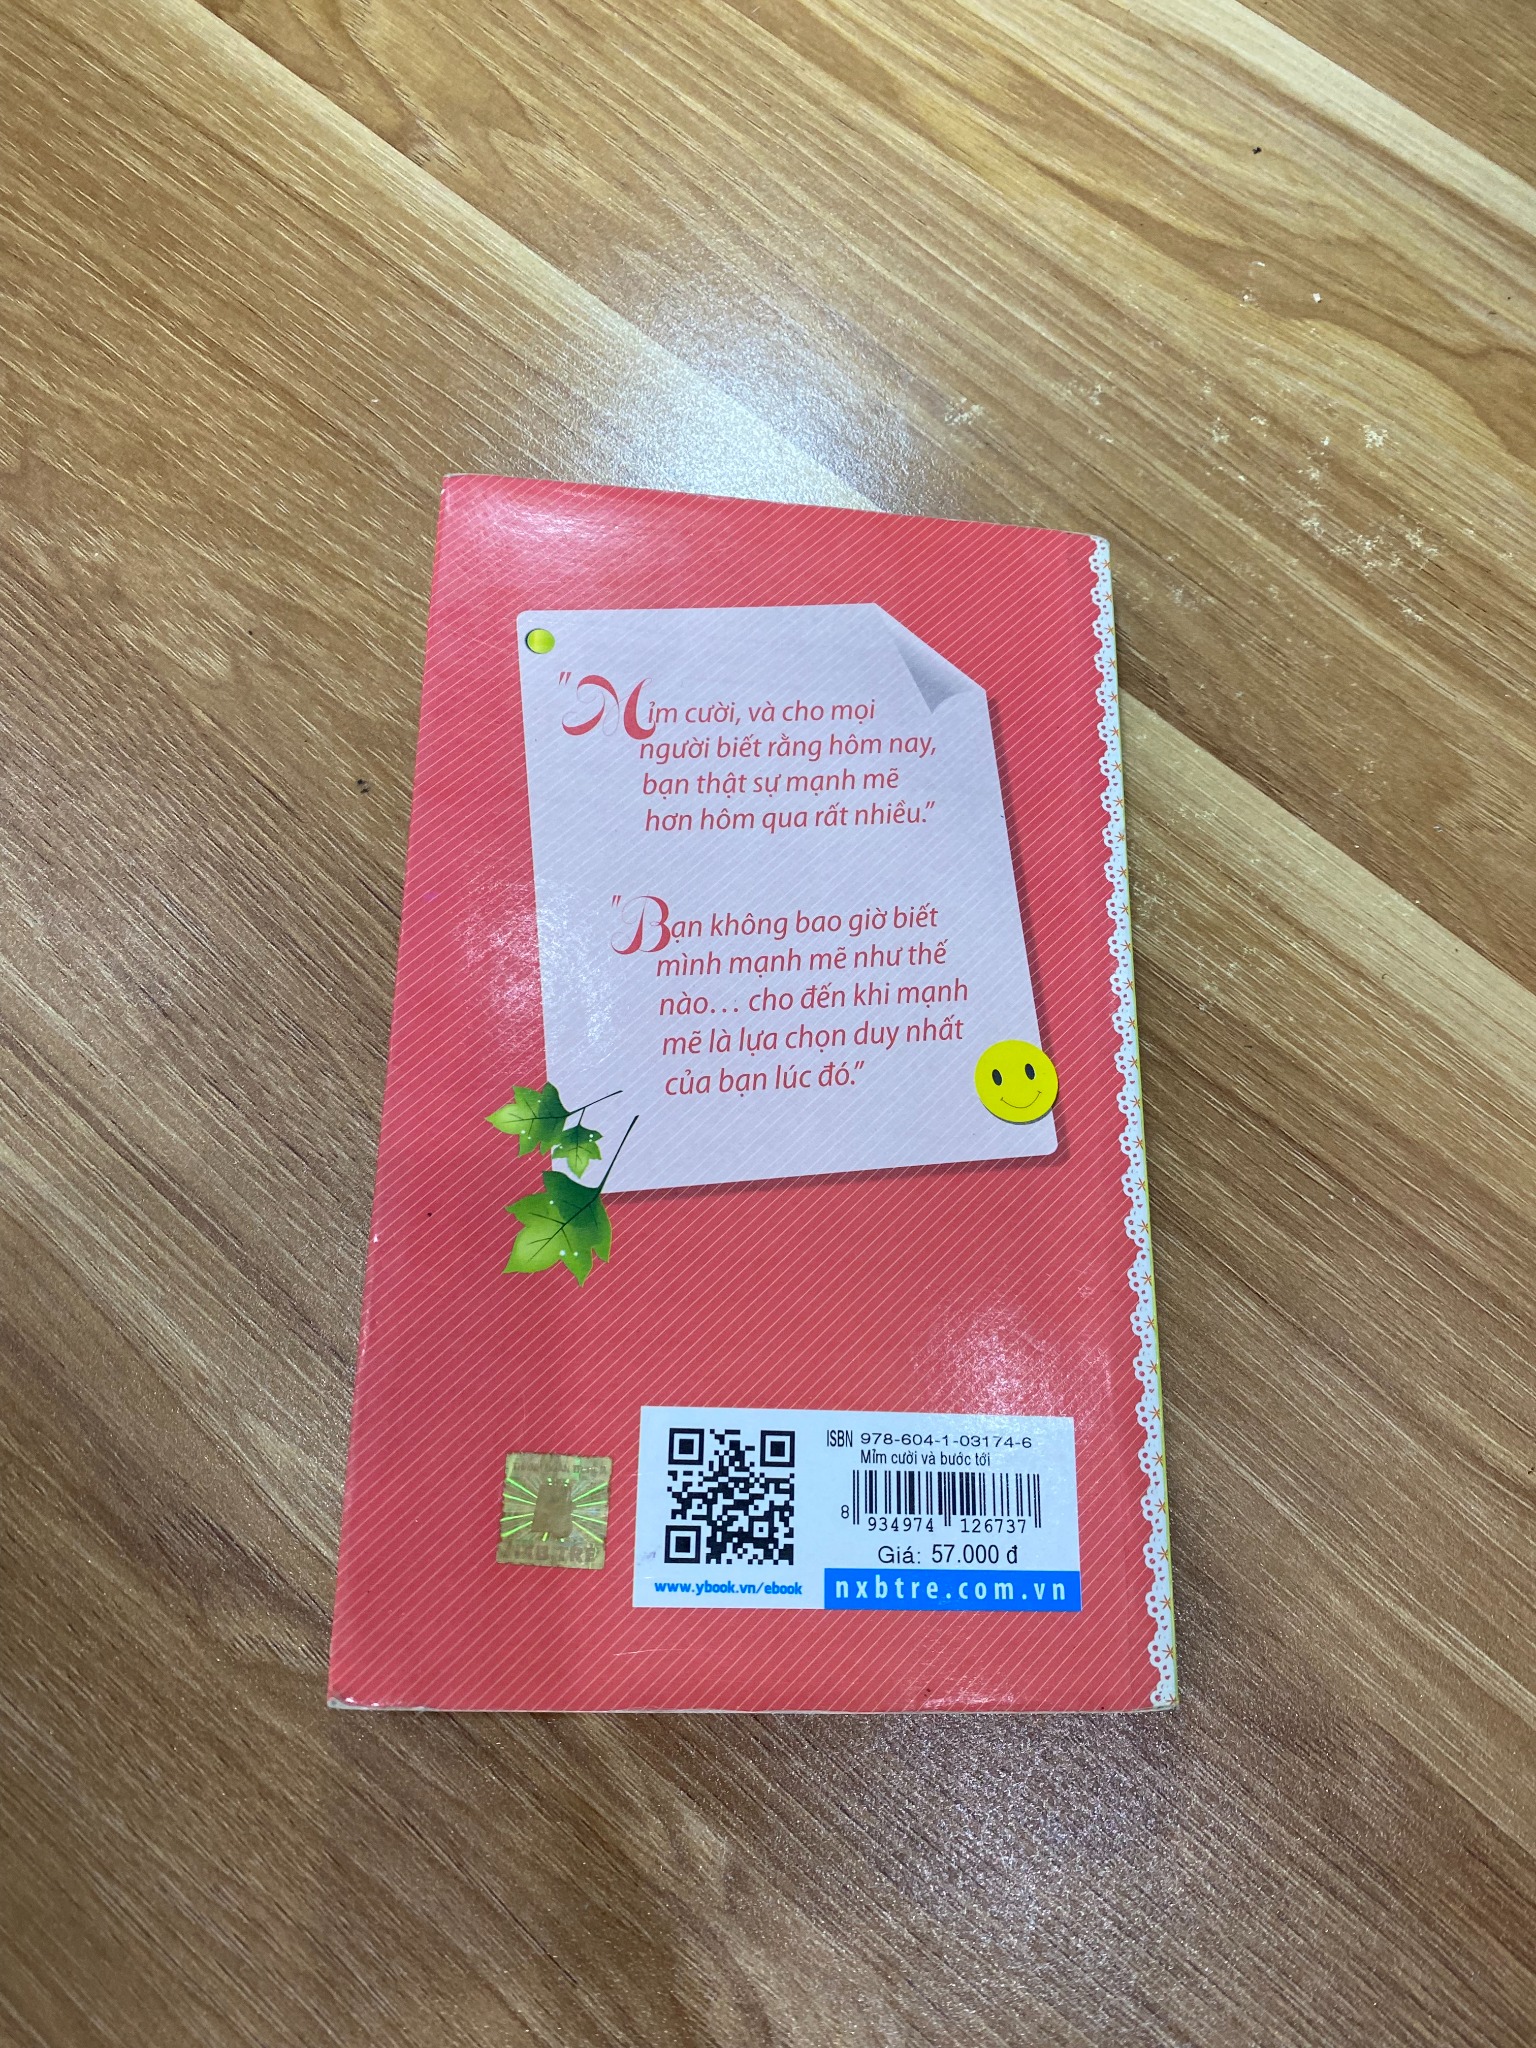 "Mỉm cười, và cho mọi
người biết rằng hôm nay,
bạn thật sự mạnh mẽ
hơn hôm qua rất nhiều."
"Bạn không bao giờ biết
mình mạnh mẽ như thế
nào... cho đến khi mạnh
mẽ là lựa chọn duy nhất
của bạn lúc đó."
ISBN 978-604-1-03174-6
Mỉm cười và bước tới
8 934974 126737
Giá: 57.000 đ
www.ybook.vn/ebook
nxbtre.com.vn
NXB TRẺ